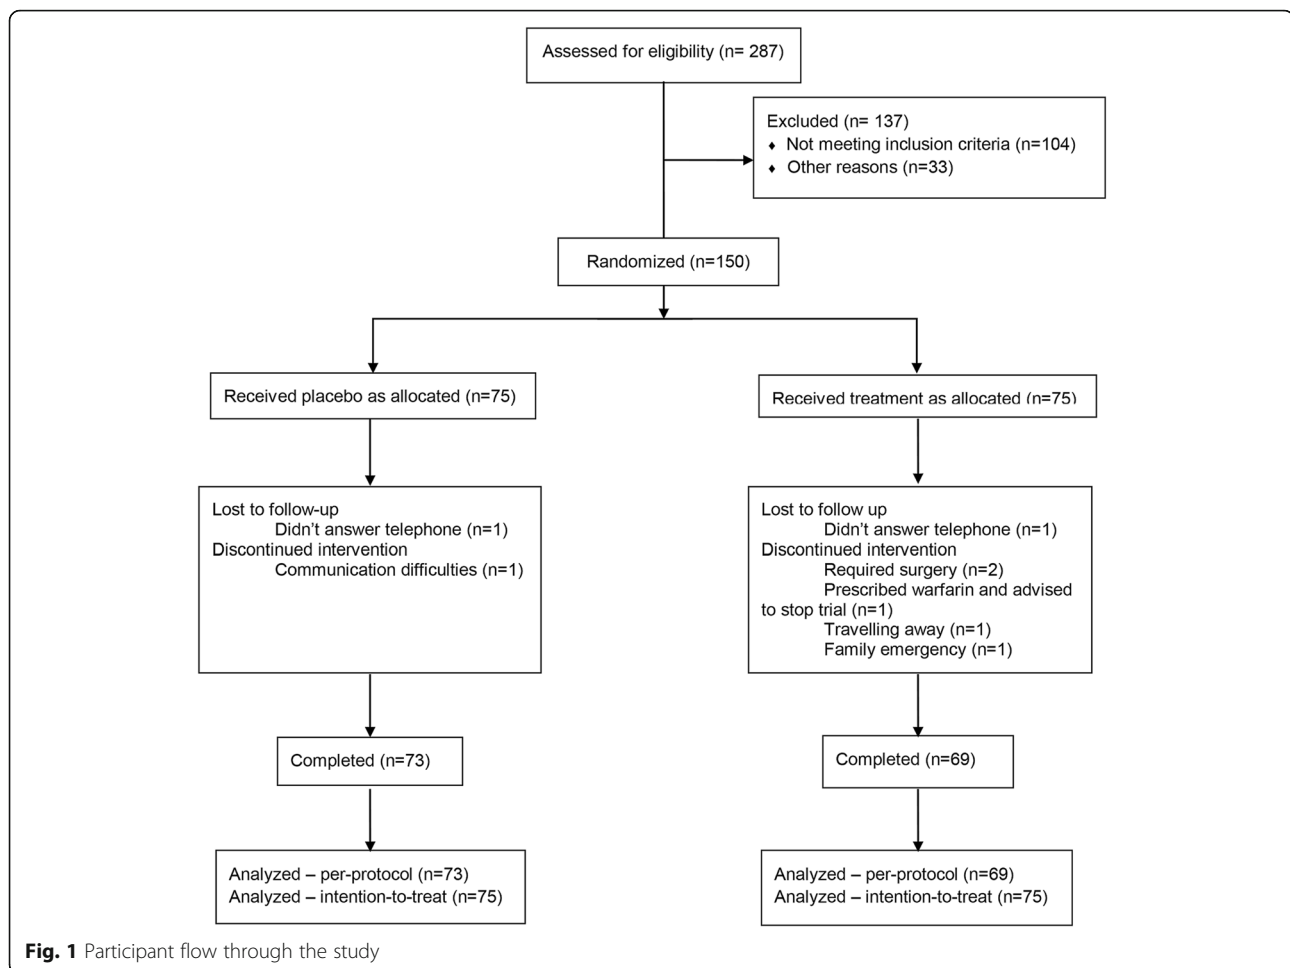 Assessed for eligibility (n= 287)
Excluded (n= 137)
♦ Not meeting inclusion criteria (n=104)
♦ Other reasons (n=33)
Randomized (n=150)
Received placebo as allocated (n=75)
Received treatment as allocated (n=75)
Lost to follow-up
Didn’t answer telephone (n=1)
Discontinued intervention
Communication difficulties (n=1)
Lost to follow up
Didn’t answer telephone (n=1)
Discontinued intervention
Required surgery (n=2)
Prescribed warfarin and advised
to stop trial (n=1)
Travelling away (n=1)
Family emergency (n=1)
Completed (n=73)
Completed (n=69)
Analyzed – per-protocol (n=73)
Analyzed – intention-to-treat (n=75)
Analyzed – per-protocol (n=69)
Analyzed – intention-to-treat (n=75)
Fig. 1 Participant flow through the study